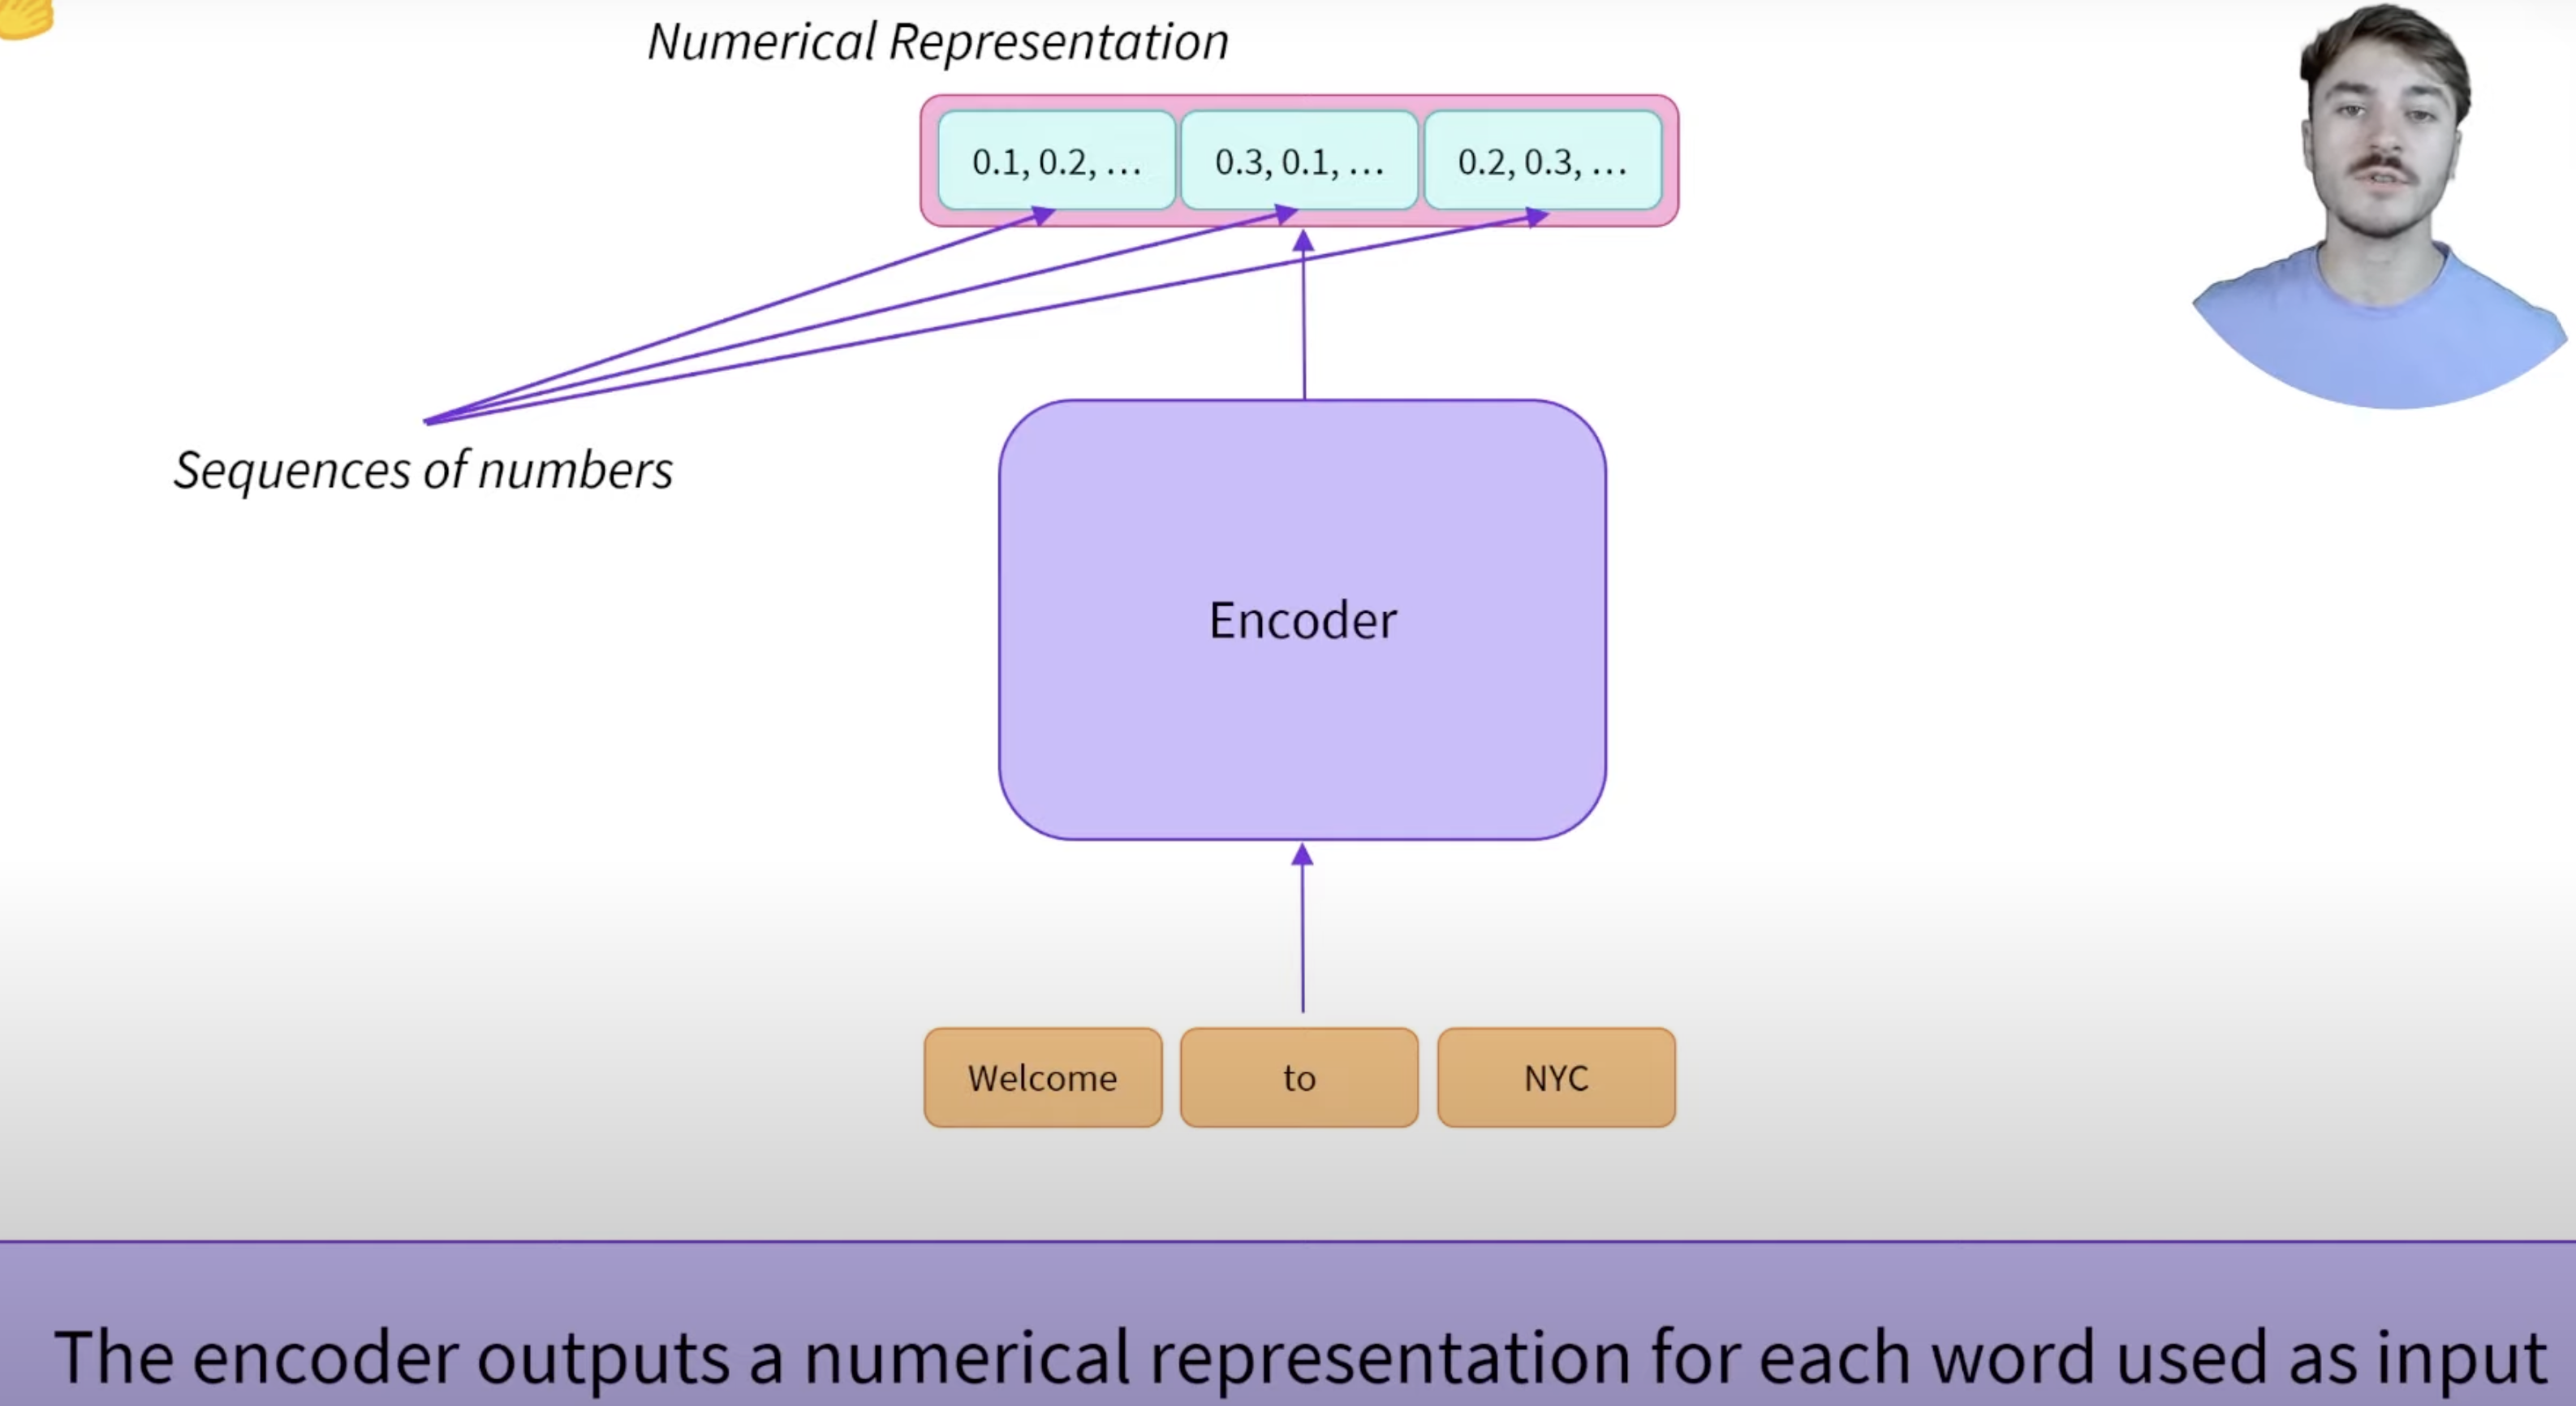 Numerical Representation
0.1, 0.2, ...
0.3, 0.1, ...
0.2, 0.3, ...
Sequences of numbers
Encoder
Welcome
to
NYC
The encoder outputs a numerical representation for each word used as input